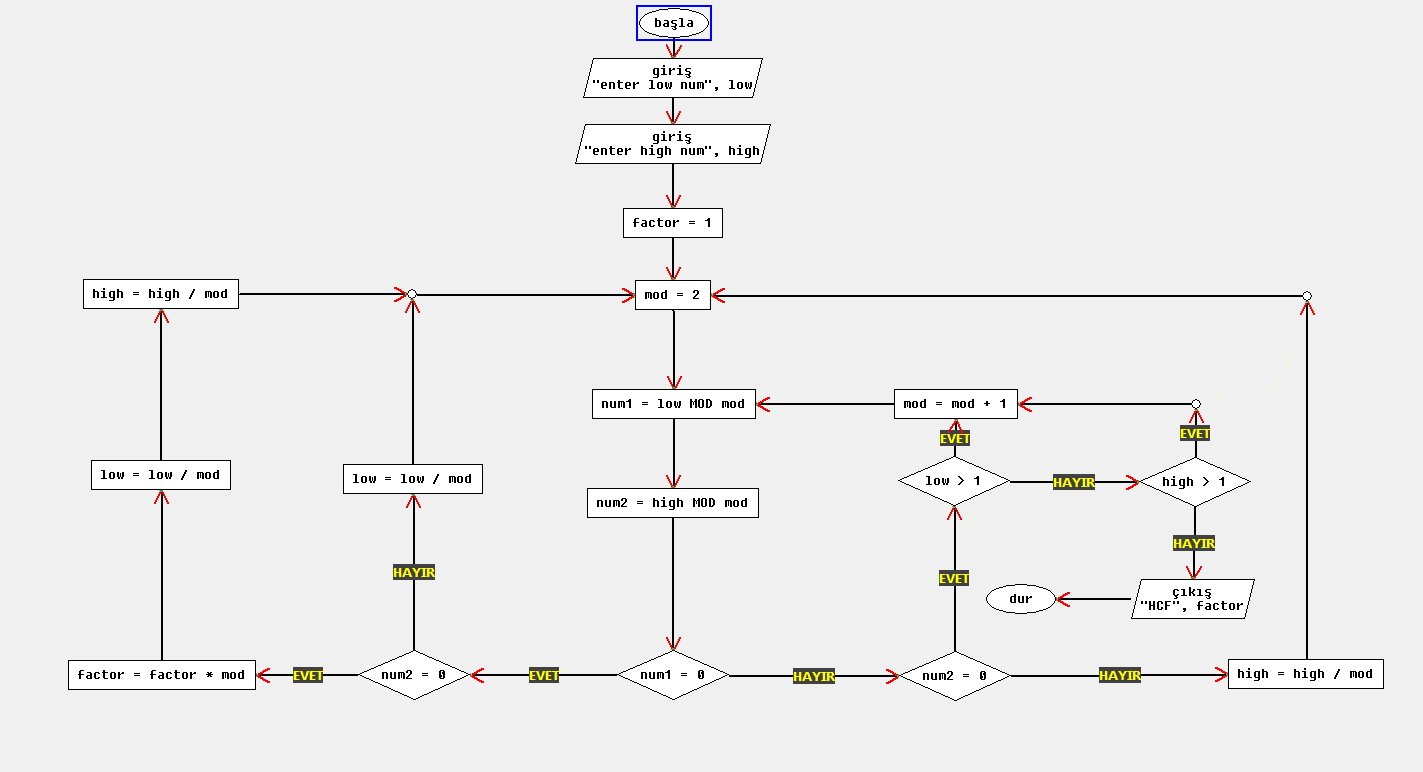 başla
giriş
"enter low num", low
giriş
"enter high num", high
factor = 1
high = high / mod
mod = 2
num1 = low MOD mod
mod = mod + 1
EVET
EVET
low = low / mod
low = low / mod
low > 1
HAYIR
high > 1
num2 = high MOD mod
HAYIR
HAYIR
EVET
dur
çıkış
"HCF", factor
factor = factor * mod
EVET
num2 = 0
EVET
num1 = 0
HAYIR
num2 = 0
HAYIR
high = high / mod